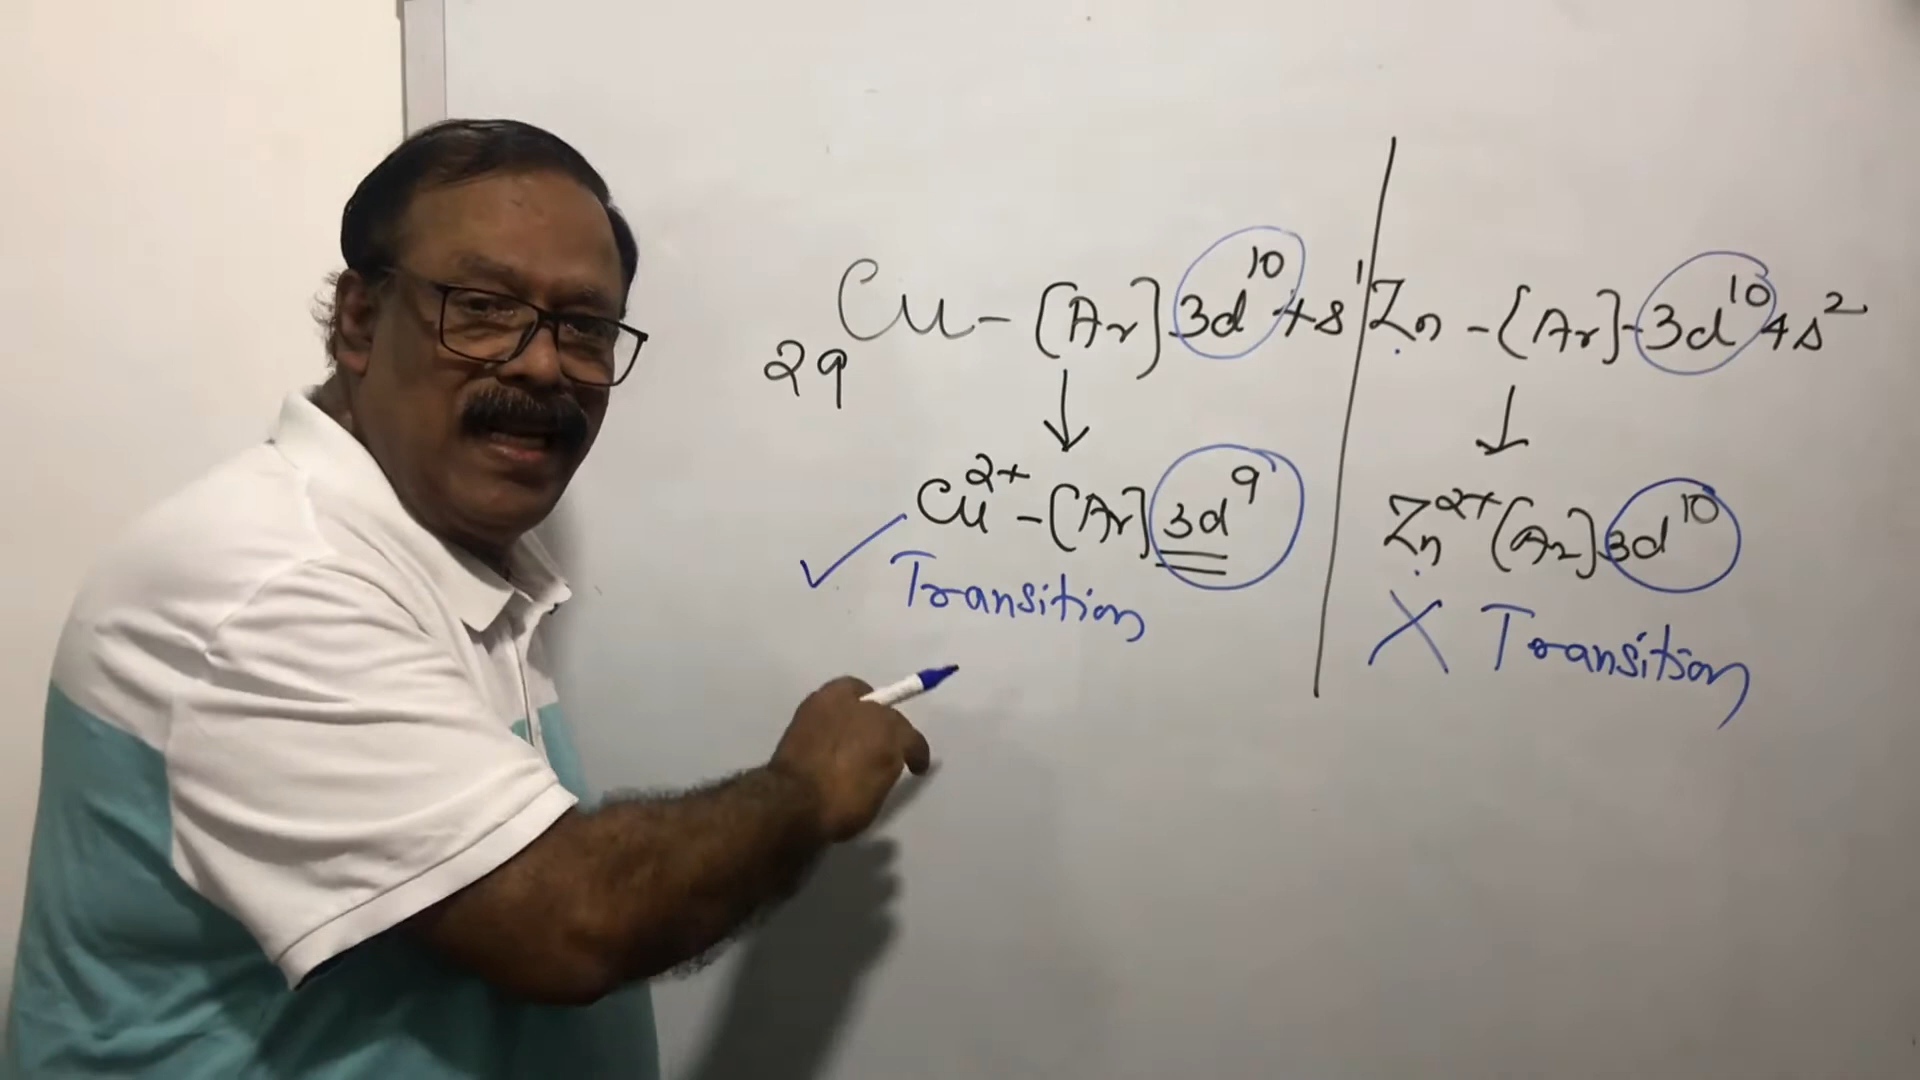 ₂₉Cu - [Ar] 3d¹⁰ 4s¹
Cu²⁺ - [Ar] 3d⁹
✓ Transition
Zn - [Ar] - 3d¹⁰ 4s²
Zn²⁺ [Ar] 3d¹⁰
X Transition